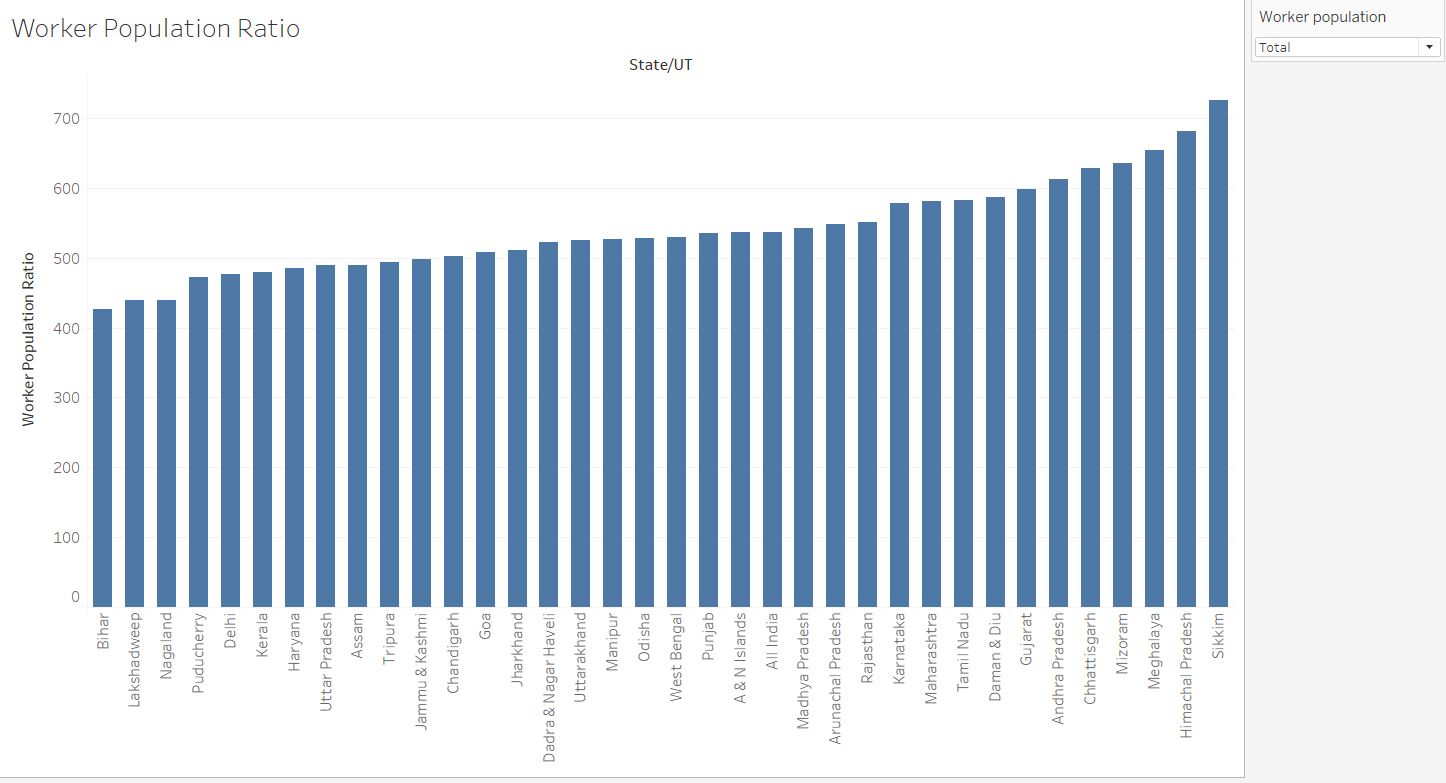 Worker Population Ratio
Worker population
Total
State/UT
Worker Population Ratio
700
600
500
400
300
200
100
0
Bihar
Lakshadweep
Nagaland
Puducherry
Delhi
Kerala
Haryana
Uttar Pradesh
Assam
Tripura
Jammu & Kashmi
Chandigarh
Goa
Jharkhand
Dadra & Nagar Haveli
Uttarakhand
Manipur
Odisha
West Bengal
Punjab
A & N Islands
All India
Madhya Pradesh
Arunachal Pradesh
Rajasthan
Karnataka
Maharashtra
Tamil Nadu
Daman & Diu
Gujarat
Andhra Pradesh
Chhattisgarh
Mizoram
Meghalaya
Himachal Pradesh
Sikkim